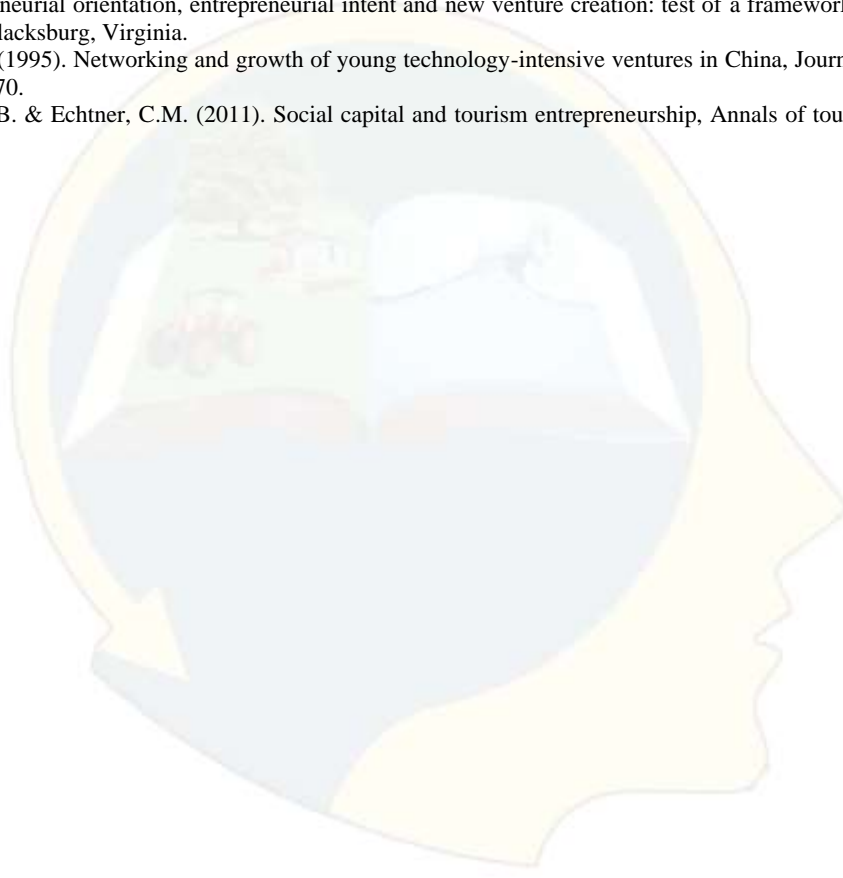 neurial orientation, entrepreneurial intent and new venture creation: test of a framework
lacksburg, Virginia.
(1995). Networking and growth of young technology-intensive ventures in China, Journ
70.
B. & Echtner, C.M. (2011). Social capital and tourism entrepreneurship, Annals of tou